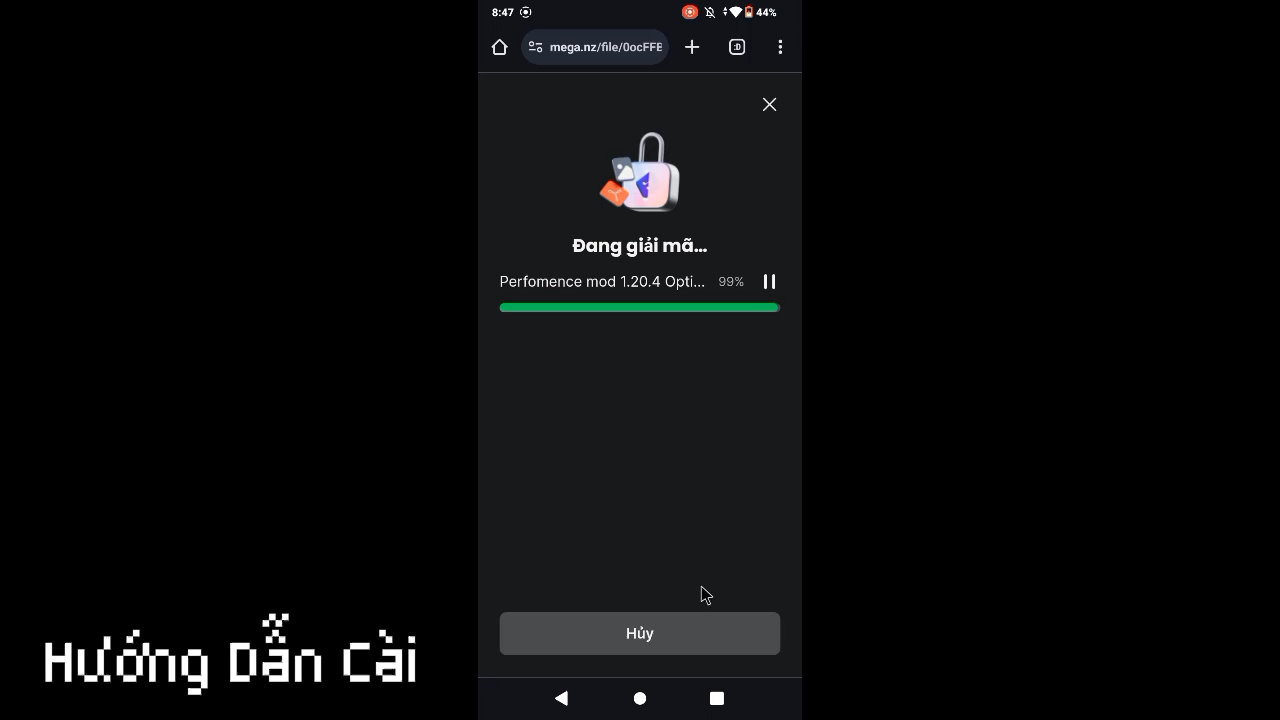 8:47
44%
mega.nz/file/0ocFFE
:D
Đang giải mã...
Perfomence mod 1.20.4 Opti... 99%
Hủy
Hướng Dẫn Cài